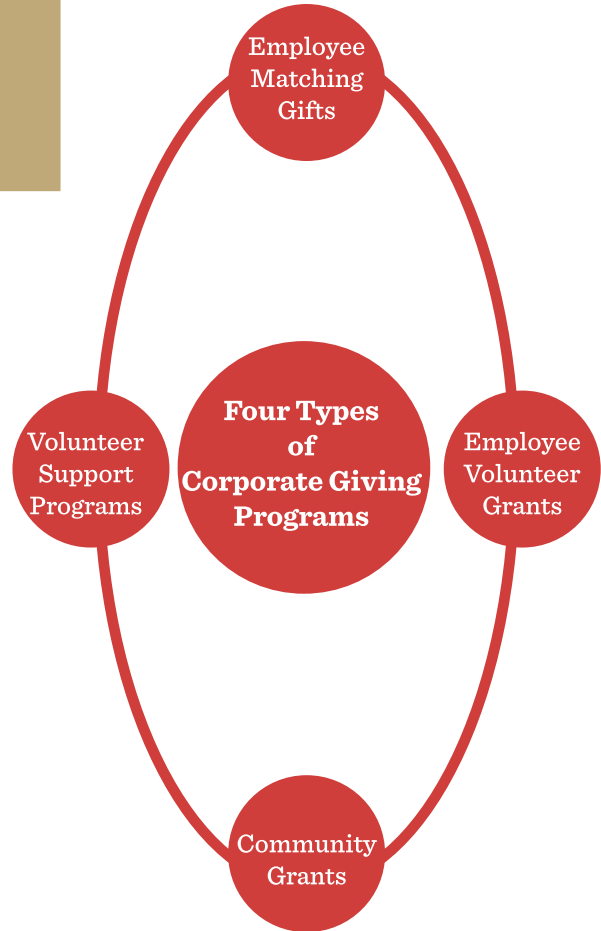 Employee
Matching
Gifts
Four Types
of
Corporate Giving
Programs
Volunteer
Support
Programs
Employee
Volunteer
Grants
Community
Grants